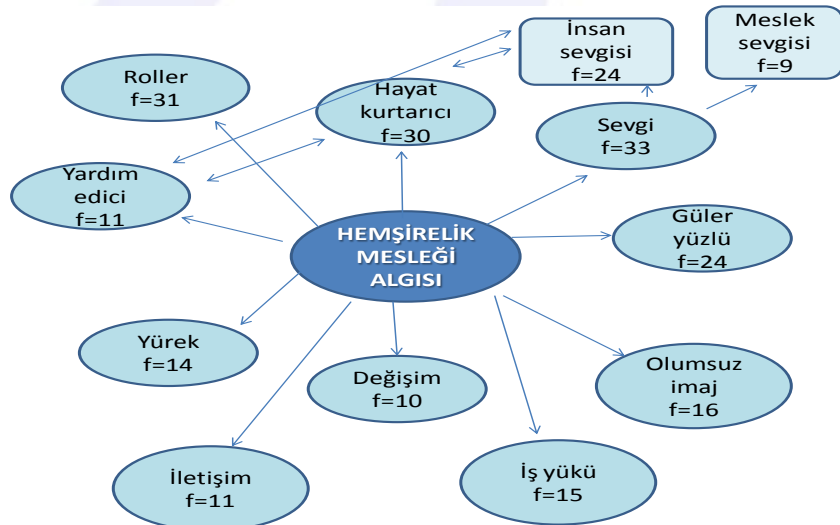 İnsan
sevgisi
f=24
Meslek
sevgisi
f=9
Roller
f=31
Hayat
kurtarıcı
f=30
Sevgi
f=33
Yardım
edici
f=11
HEMŞİRELİK
MESLEĞİ
ALGISI
Güler
yüzlü
f=24
Yürek
f=14
Değişim
f=10
Olumsuz
imaj
f=16
İletişim
f=11
İş yükü
f=15